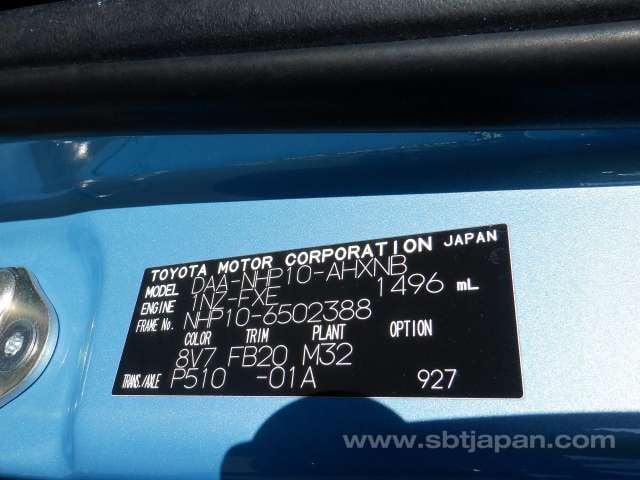 TOYOTA MOTOR CORPORATION JAPAN
MODEL DAA-NHP10-AHXNB
ENGINE 1NZ-FXE 1496 mL
FRAME No. NHP10-6502388
COLOR TRIM PLANT OPTION
8V7 FB20 M32
TRANS./AXLE P510 -01A 927
www.sbtjapan.com